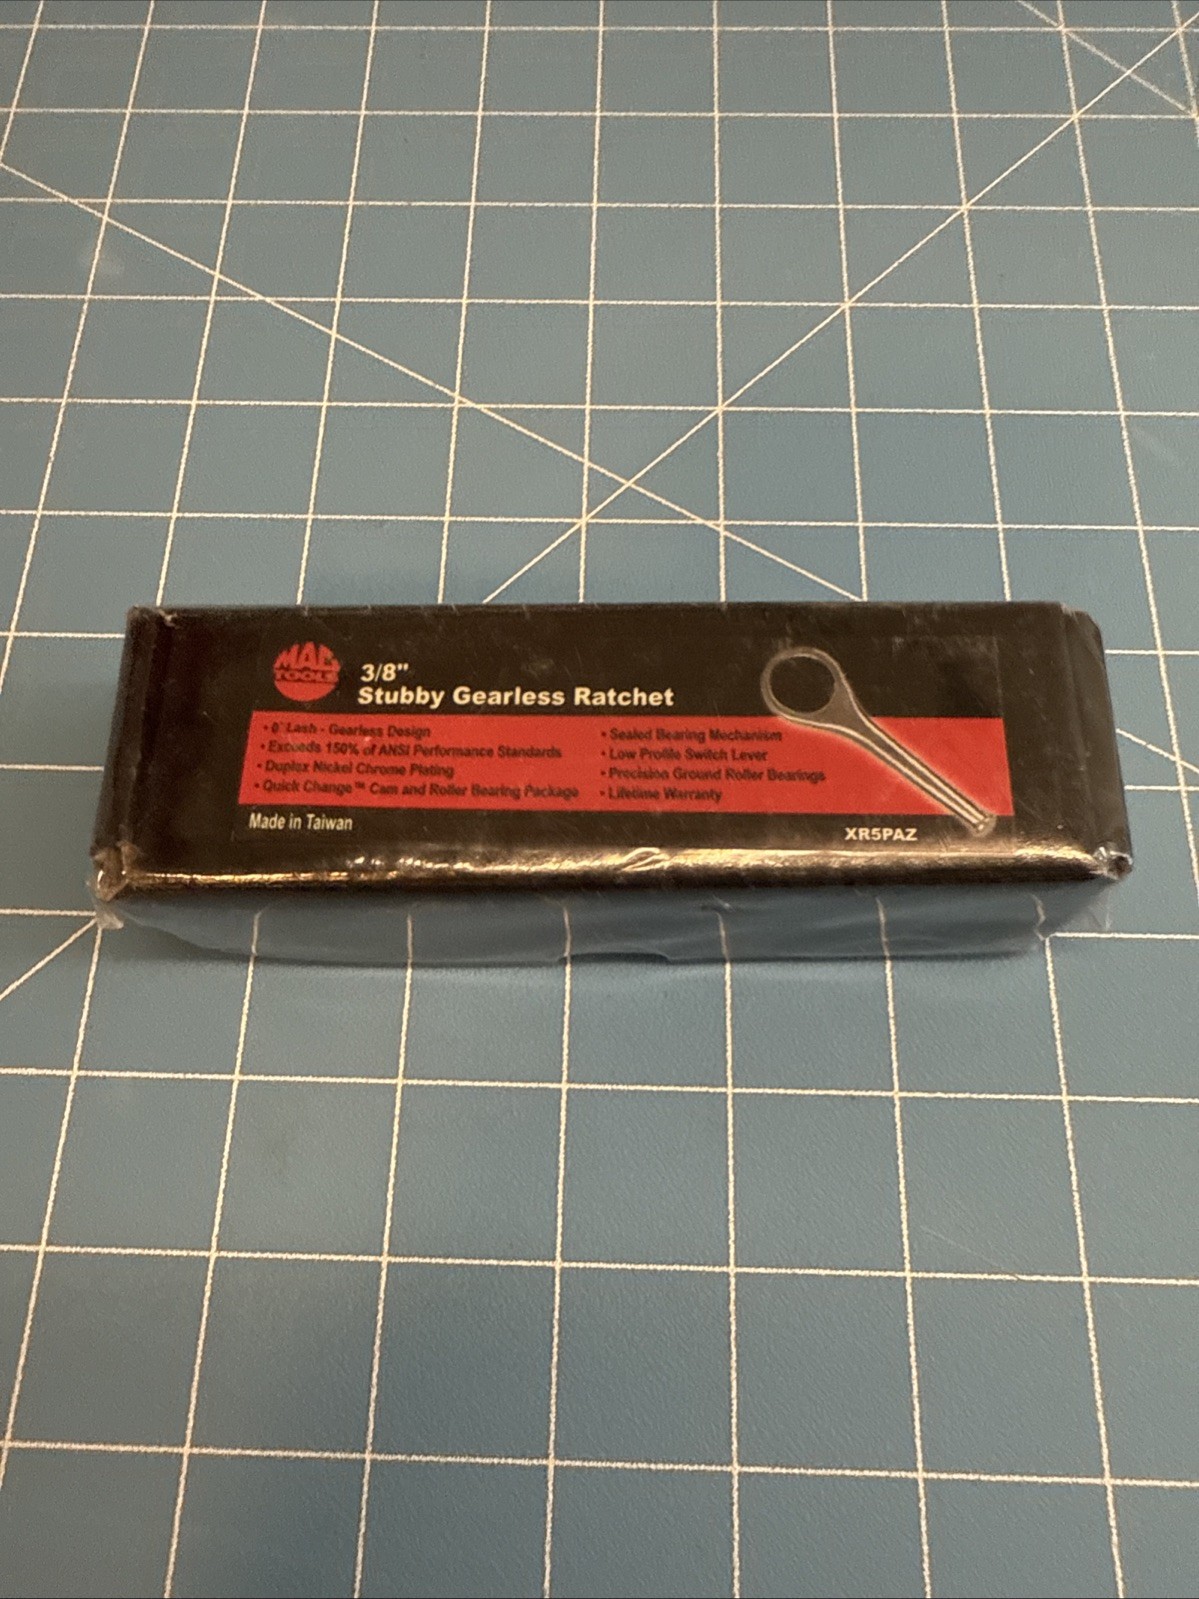 MAC
TOOLS
3/8"
Stubby Gearless Ratchet
• 0° Lash - Gearless Design
• Exceeds 150% of ANSI Performance Standards
• Duplex Nickel Chrome Plating
• Quick Change™ Cam and Roller Bearing Package
• Sealed Bearing Mechanism
• Low Profile Switch Lever
• Precision Ground Roller Bearings
• Lifetime Warranty
Made in Taiwan
XR5PAZ